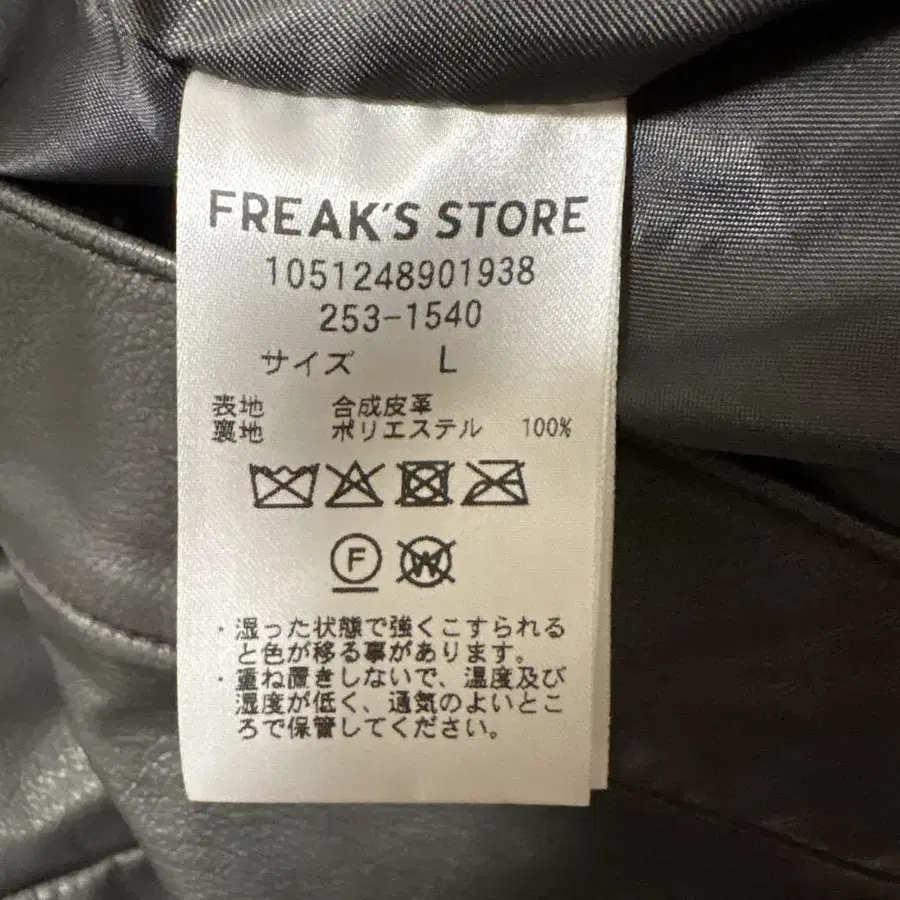 FREAK'S STORE
1051248901938
253-1540
サイズ L
表地 合成皮革
裏地 ポリエステル 100%
F W
・湿った状態で強くこすられる
と色が移る事があります。
・重ね置きしないで、温度及び
湿度が低く、通気のよいとこ
ろで保管してください。